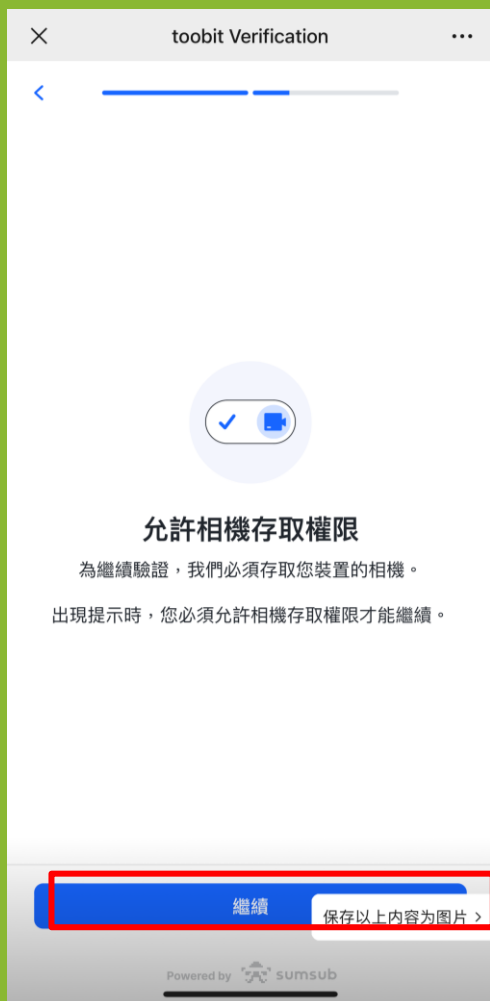 toobit Verification
允許相機存取權限
為繼續驗證，我們必須存取您裝置的相機。
出現提示時，您必須允許相機存取權限才能繼續。
繼續
保存以上内容为图片 >
Powered by sumsub